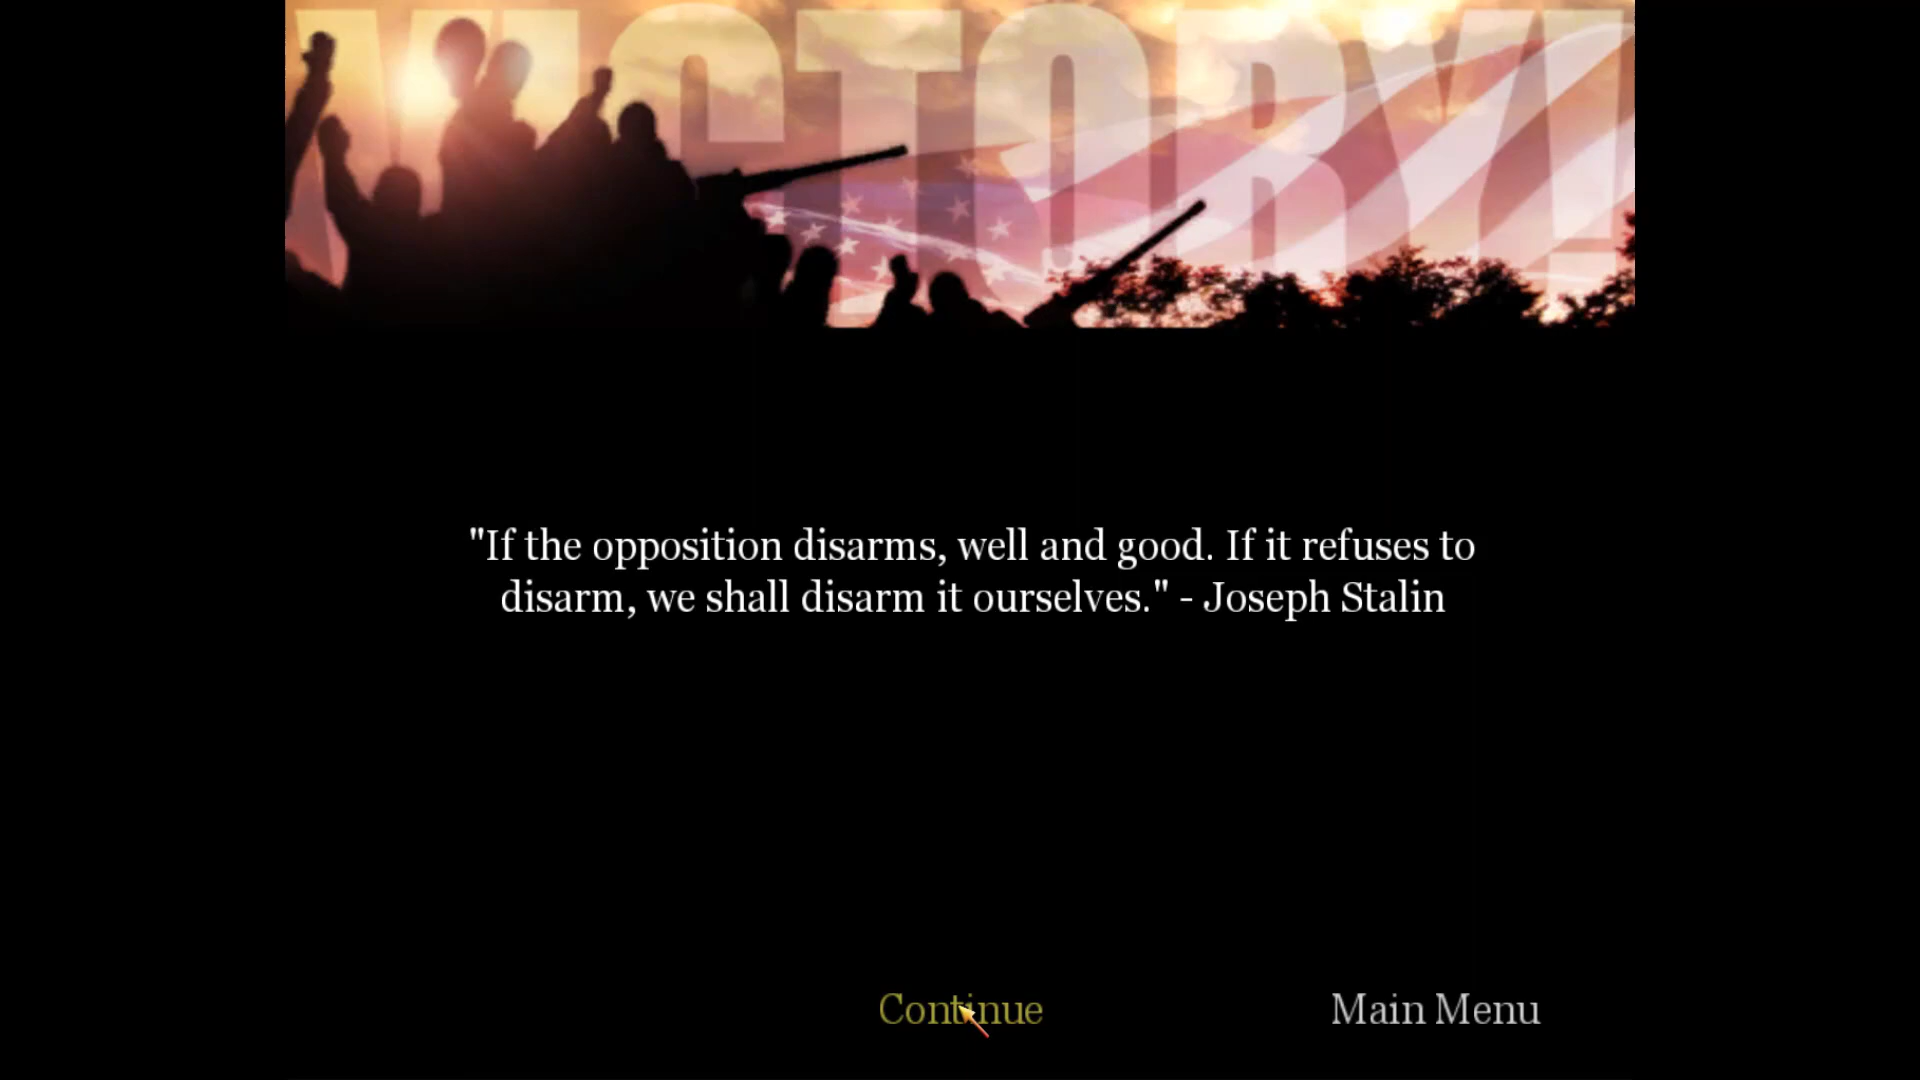 VICTORY!
"If the opposition disarms, well and good. If it refuses to
disarm, we shall disarm it ourselves." - Joseph Stalin
Continue
Main Menu